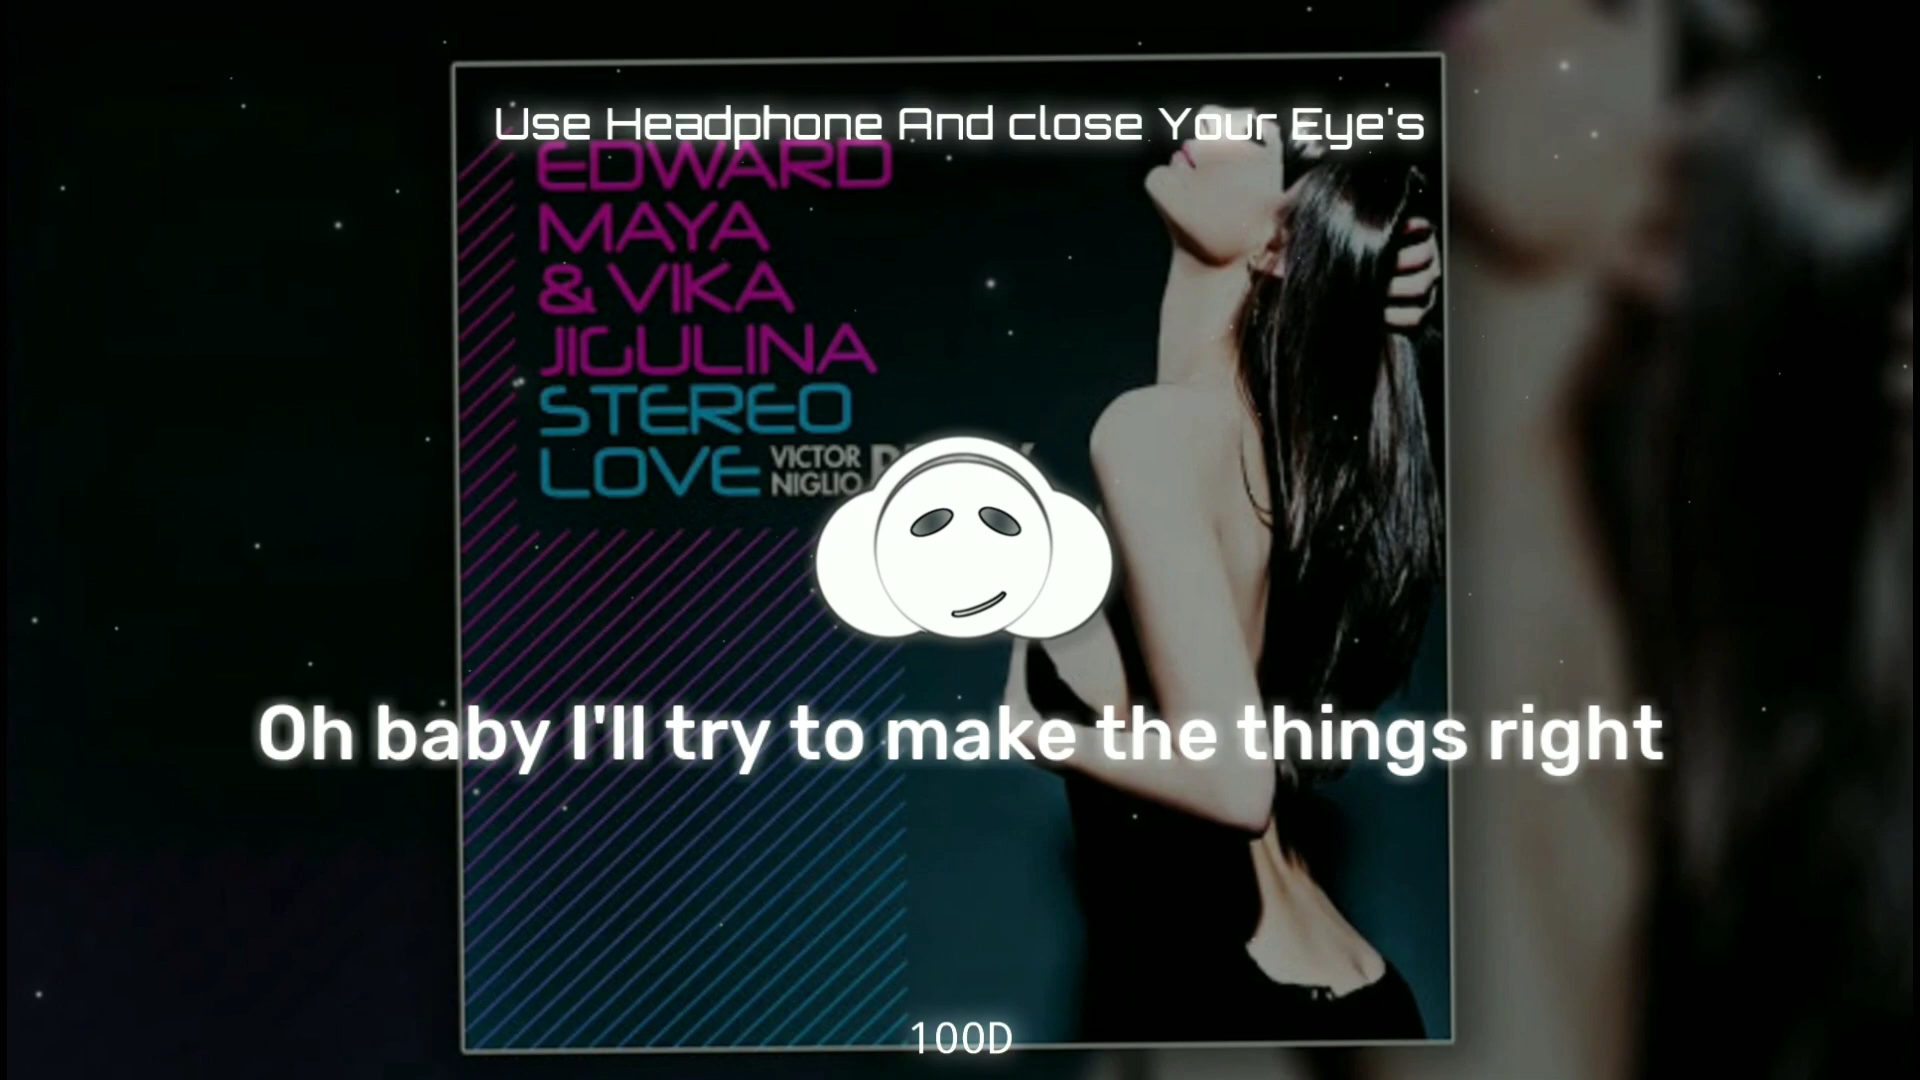 Use Headphone And close Your Eye's
EDWARD
MAYA
& VIKA
JIGULINA
STEREO
LOVE VICTOR
NIGLIO
Oh baby I'll try to make the things right
100D